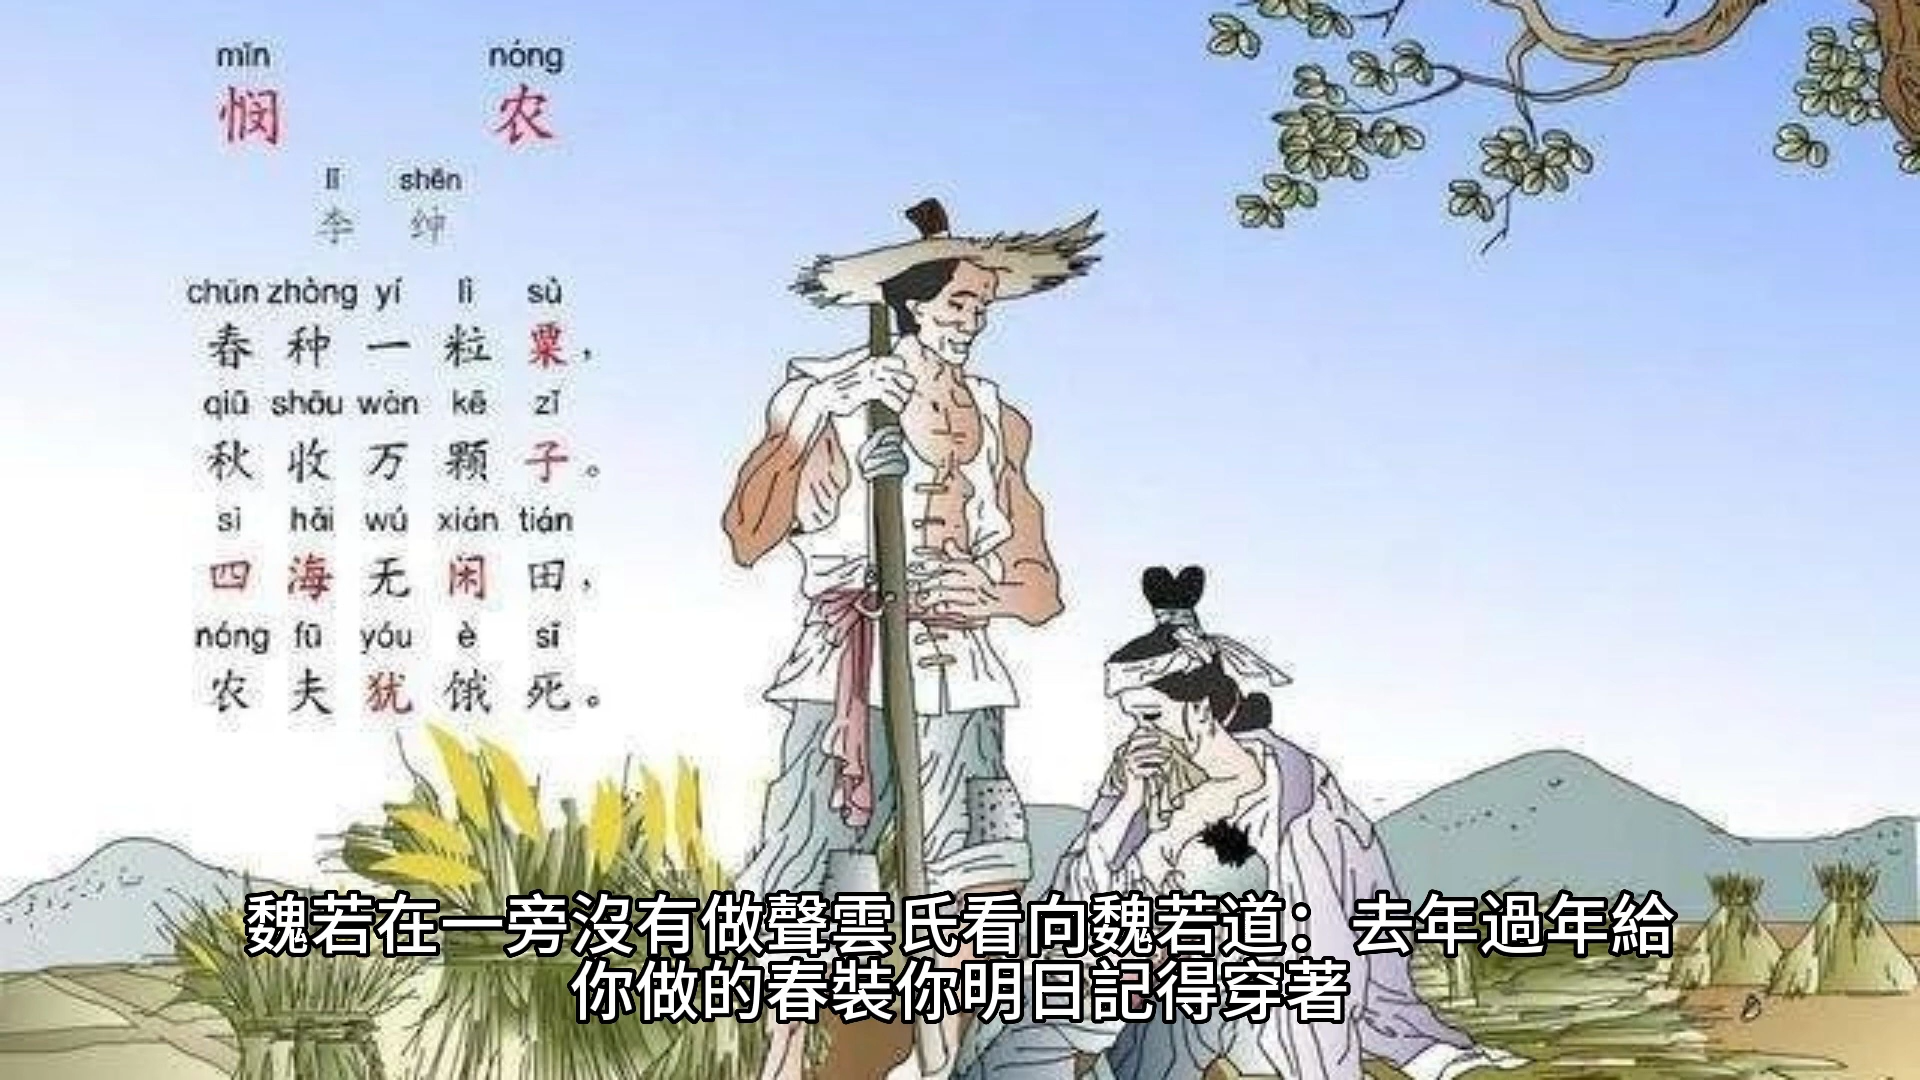 mǐn nóng
悯 农
lǐ shēn
李 绅
chūn zhòng yí lì sù
春 种 一 粒 粟，
qiū shōu wàn kē zǐ
秋 收 万 颗 子。
sì hǎi wú xián tián
四 海 无 闲 田，
nóng fū yóu è sǐ
农 夫 犹 饿 死。
魏若在一旁沒有做聲雲氏看向魏若道：去年過年給
你做的春裝你明日記得穿著